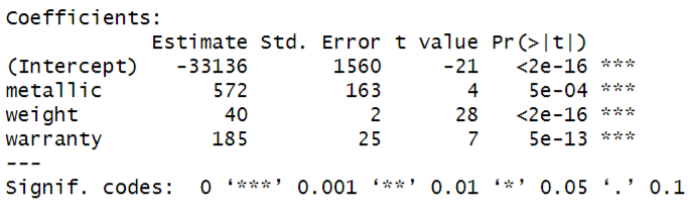 Coefficients:
            Estimate Std. Error t value Pr(>|t|)
(Intercept)   -33136       1560     -21   <2e-16 ***
metallic         572        163       4    5e-04 ***
weight            40          2      28   <2e-16 ***
warranty         185         25       7    5e-13 ***
---
Signif. codes:  0 ‘***’ 0.001 ‘**’ 0.01 ‘*’ 0.05 ‘.’ 0.1